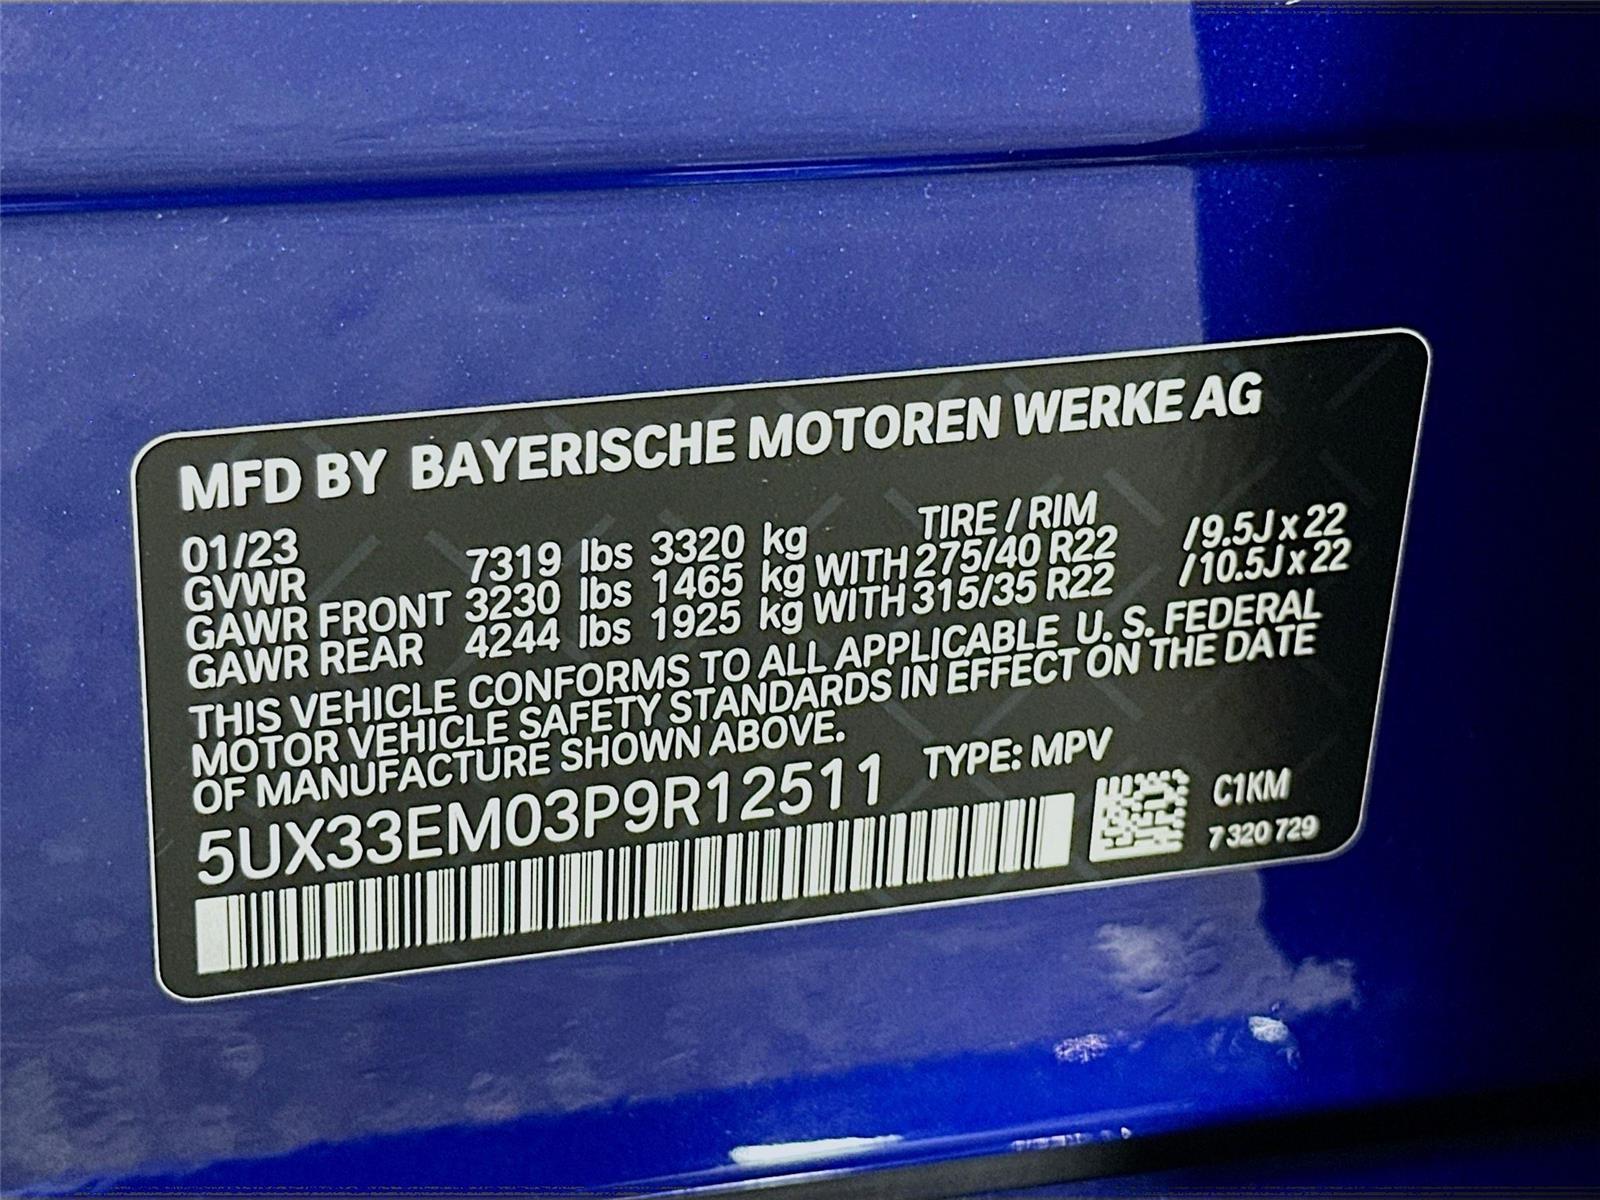 MFD BY BAYERISCHE MOTOREN WERKE AG
01/23 TIRE / RIM
GVWR 7319 lbs 3320 kg
GAWR FRONT 3230 lbs 1465 kg WITH 275/40 R22 /9.5J x 22
GAWR REAR 4244 lbs 1925 kg WITH 315/35 R22 /10.5J x 22
THIS VEHICLE CONFORMS TO ALL APPLICABLE U. S. FEDERAL
MOTOR VEHICLE SAFETY STANDARDS IN EFFECT ON THE DATE
OF MANUFACTURE SHOWN ABOVE.
5UX33EM03P9R12511 TYPE: MPV
C1KM
7 320 729